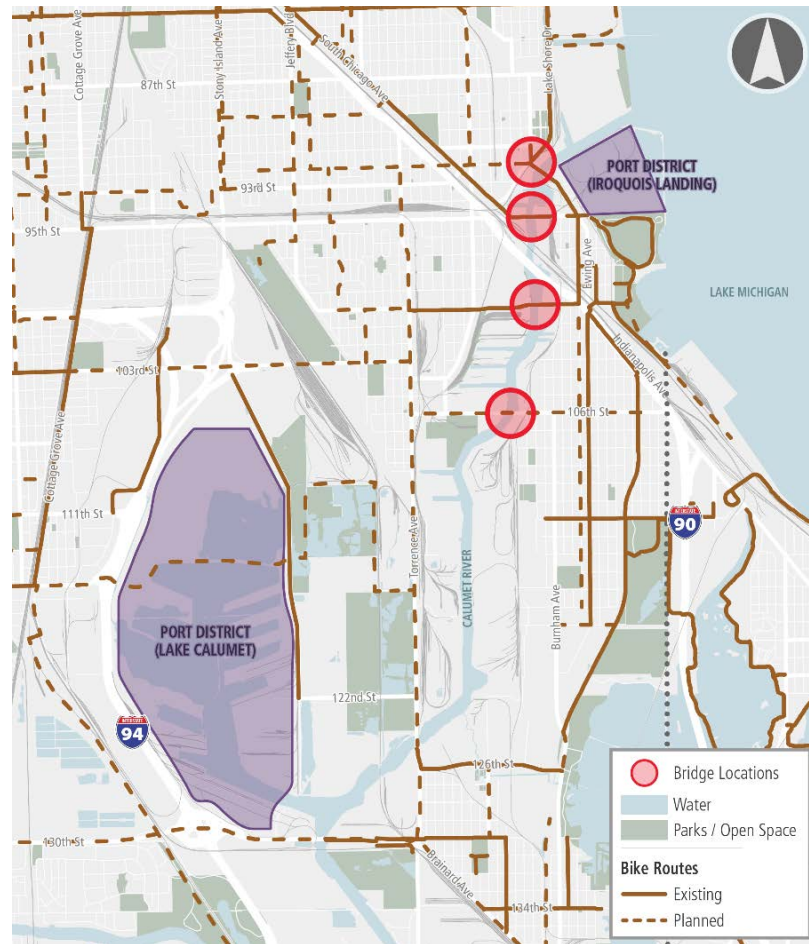 Cottage Grove Ave
Stony Island Ave
Jeffery Blvd
South Chicago Ave
Lake Shore Dr
87th St
PORT DISTRICT
(IROQUOIS LANDING)
93rd St
95th St
Ewing Ave
LAKE MICHIGAN
Indianapolis Ave
103rd St
106th St
Cottage Grove Ave
111th St
Torrence Ave
CALUMET RIVER
INTERSTATE
90
Burnham Ave
PORT DISTRICT
(LAKE CALUMET)
122nd St
INTERSTATE
94
126th St
130th St
Brainard Ave
134th St
Bridge Locations
Water
Parks / Open Space
Bike Routes
Existing
Planned